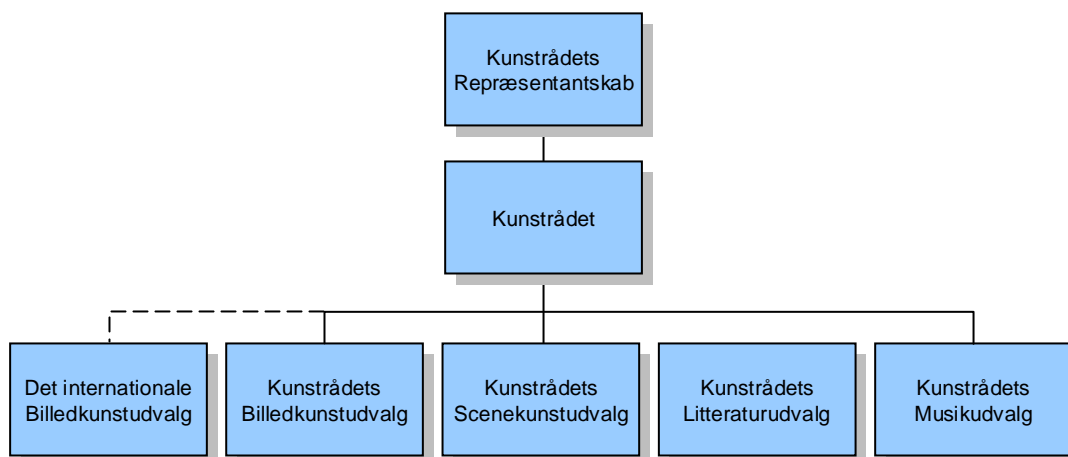 Kunstrådets
Repræsentantskab
Kunstrådet
Det internationale
Billedkunstudvalg
Kunstrådets
Billedkunstudvalg
Kunstrådets
Scenekunstudvalg
Kunstrådets
Litteraturudvalg
Kunstrådets
Musikudvalg